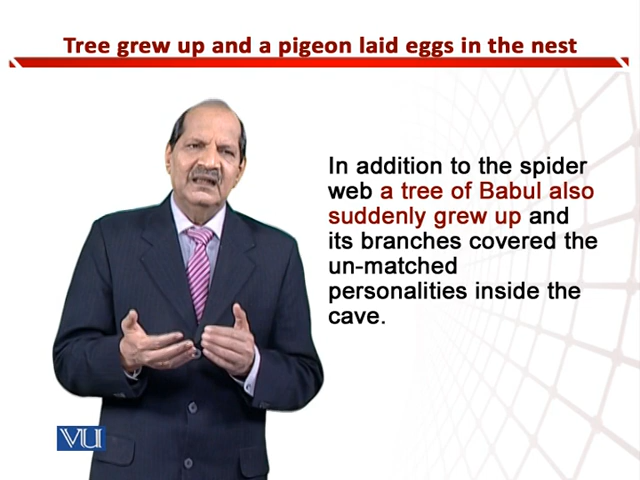 Tree grew up and a pigeon laid eggs in the nest
In addition to the spider
web a tree of Babul also
suddenly grew up and
its branches covered the
un-matched
personalities inside the
cave.
VU